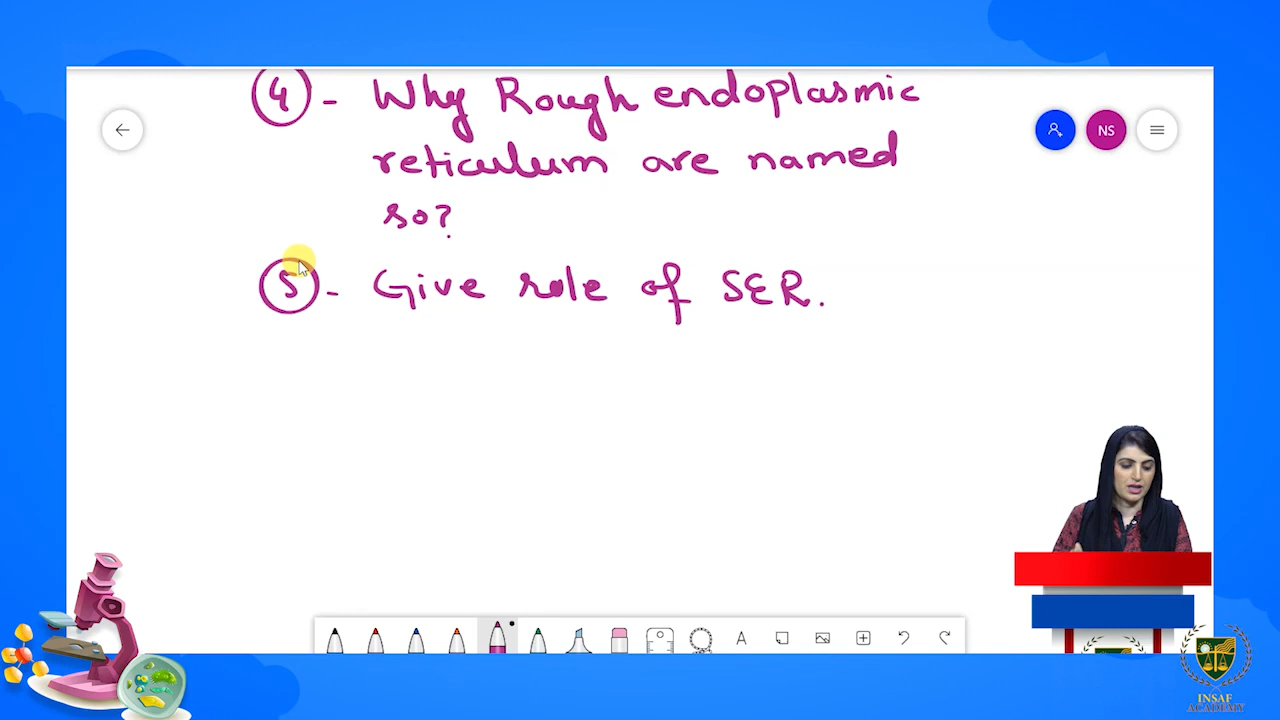 4 - Why Rough endoplasmic
reticulum are named
so?
5 - Give role of SER.
NS
A
INSAF
ACADEMY